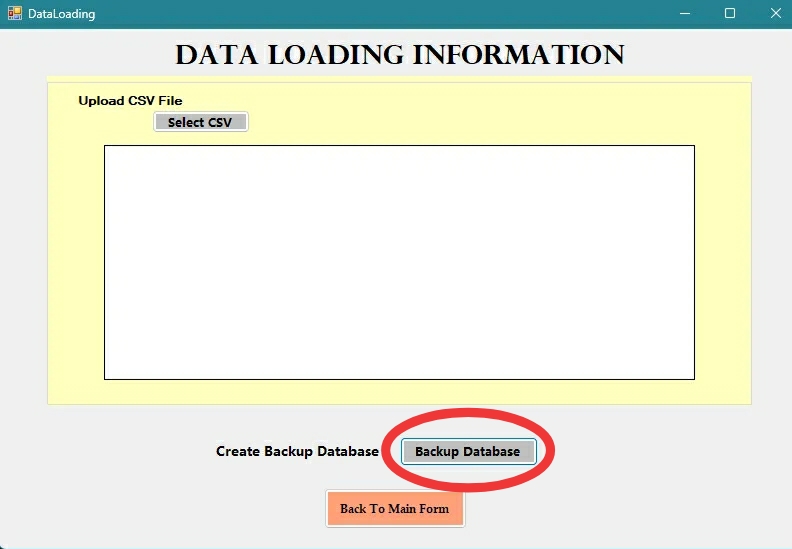 DataLoading
DATA LOADING INFORMATION
Upload CSV File
Select CSV
Create Backup Database
Backup Database
Back To Main Form